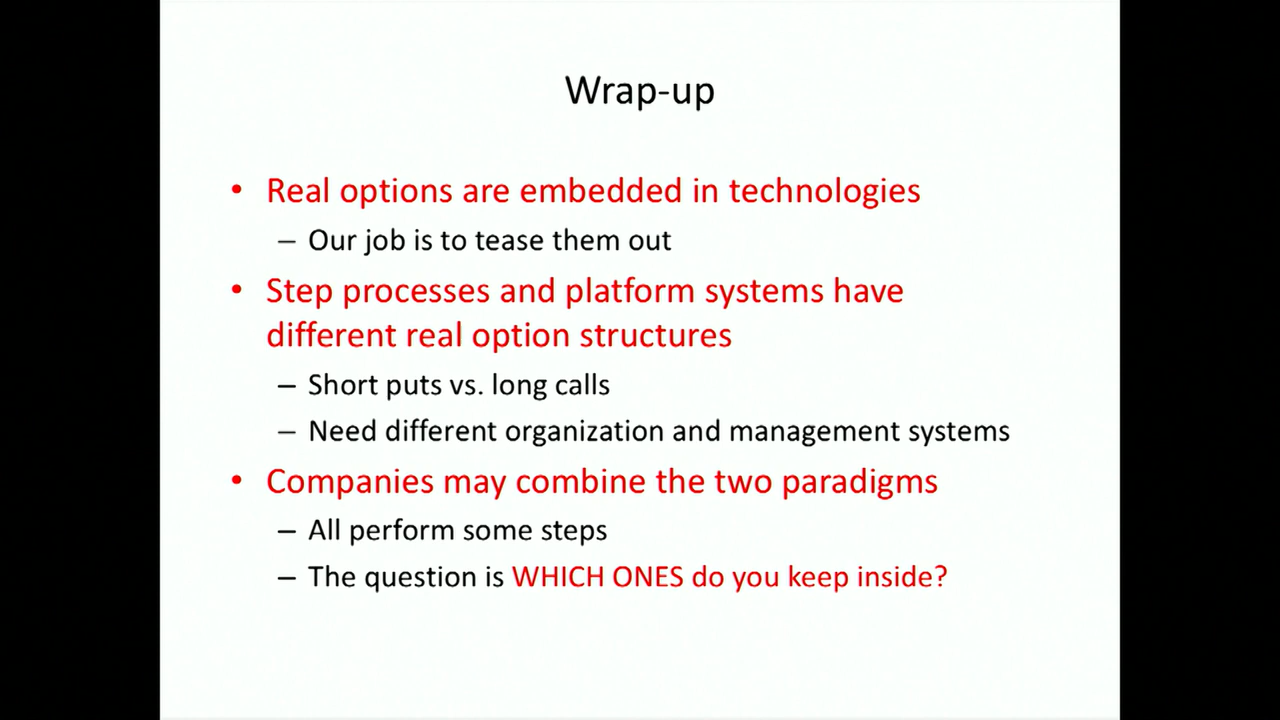 Wrap-up
• Real options are embedded in technologies
– Our job is to tease them out
• Step processes and platform systems have
different real option structures
– Short puts vs. long calls
– Need different organization and management systems
• Companies may combine the two paradigms
– All perform some steps
– The question is WHICH ONES do you keep inside?